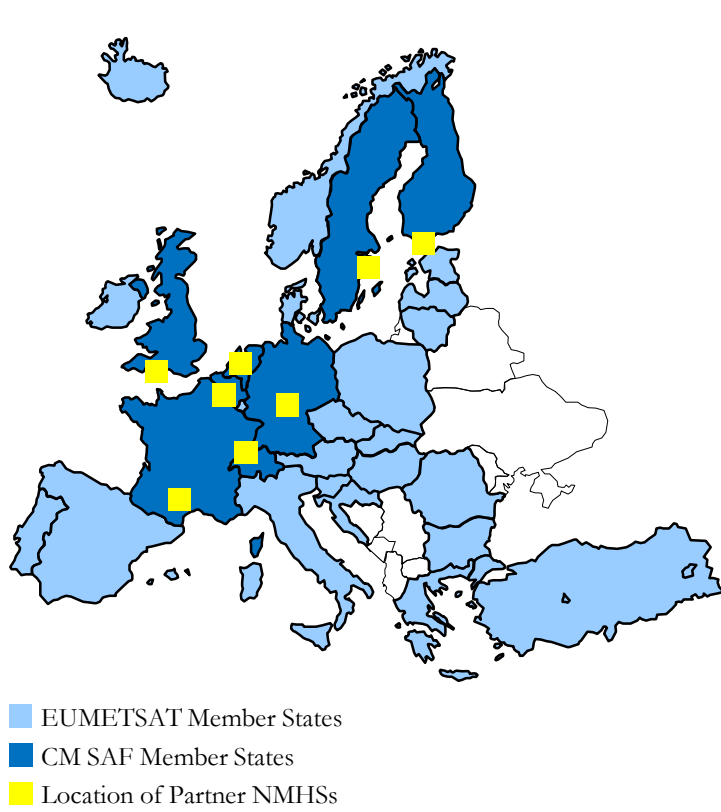 EUMETSAT Member States
CM SAF Member States
Location of Partner NMHSs